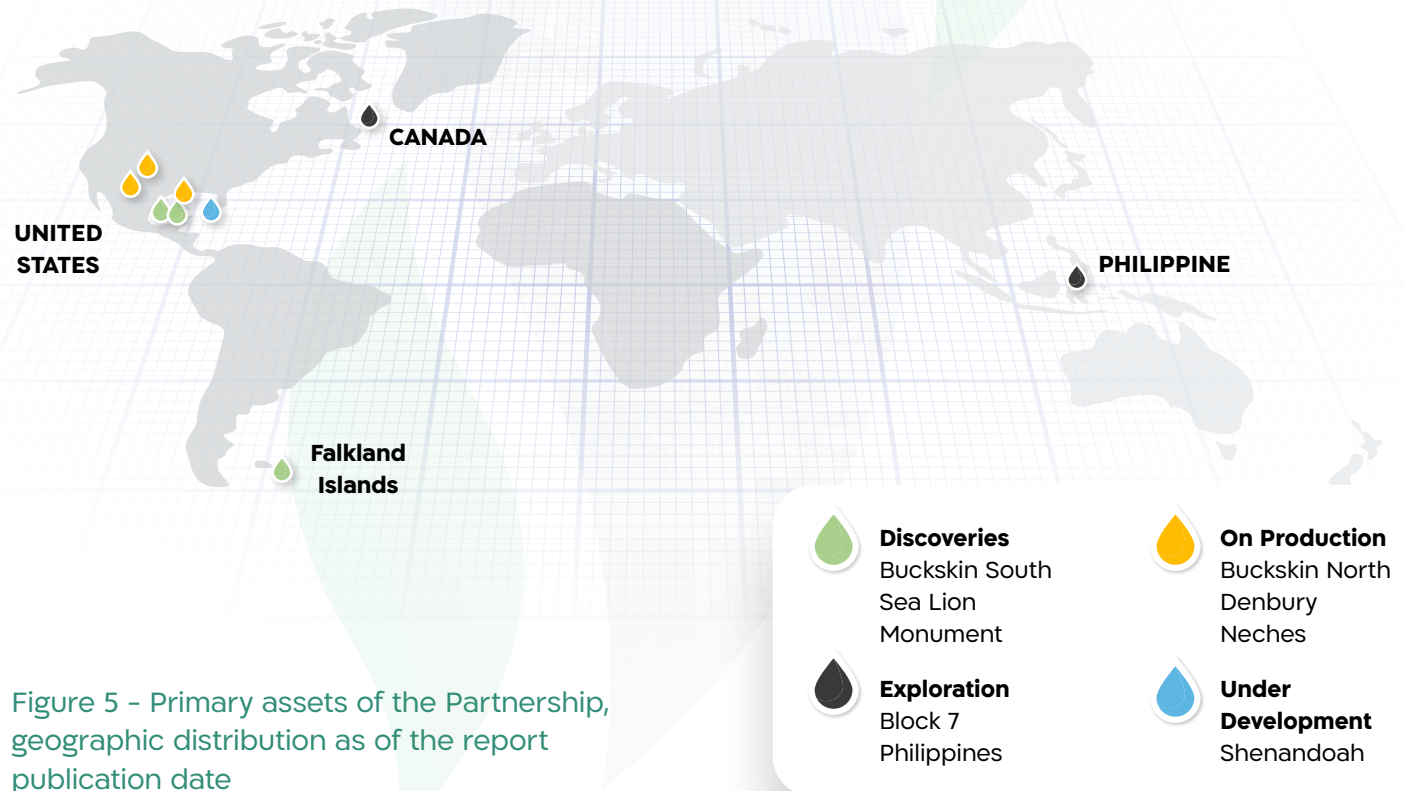 CANADA
UNITED
STATES
PHILIPPINE
Falkland
Islands
Discoveries
Buckskin South
Sea Lion
Monument
On Production
Buckskin North
Denbury
Neches
Exploration
Block 7
Philippines
Under
Development
Shenandoah
Figure 5 - Primary assets of the Partnership,
geographic distribution as of the report
publication date